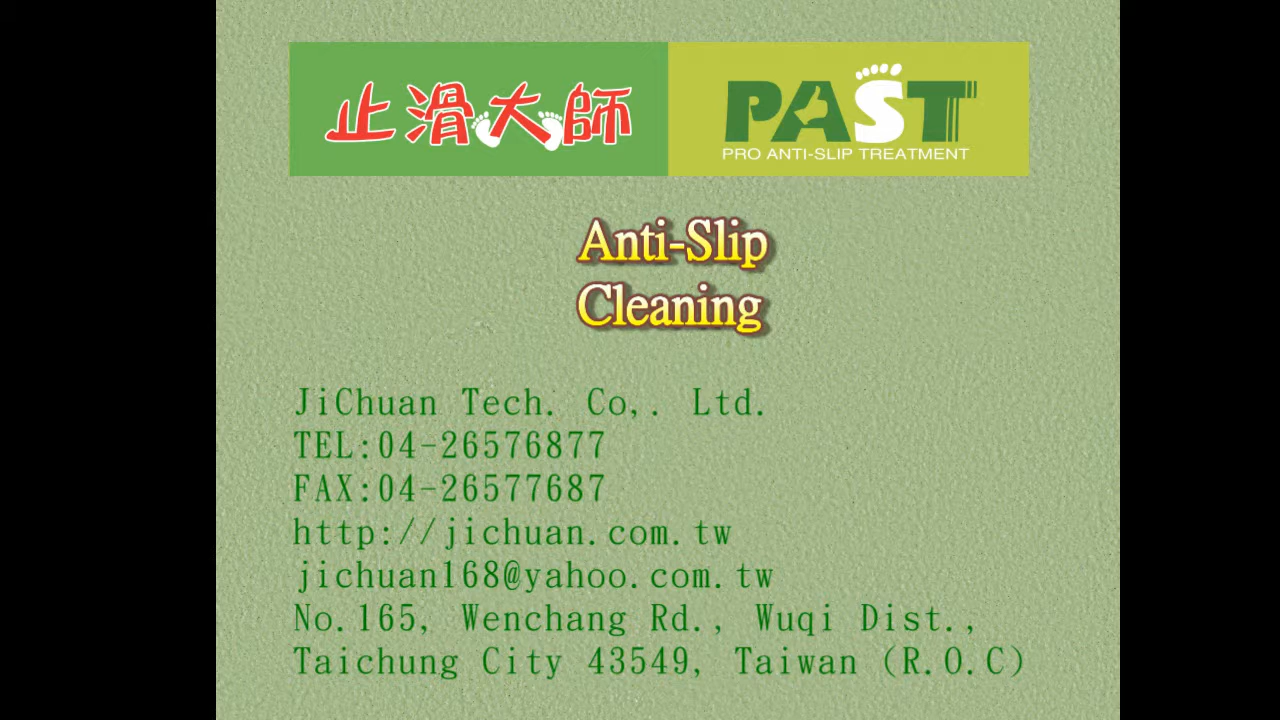 止滑大師
PAST
PRO ANTI-SLIP TREATMENT
Anti-Slip
Cleaning
JiChuan Tech. Co,. Ltd.
TEL:04-26576877
FAX:04-26577687
http://jichuan.com.tw
jichuan168@yahoo.com.tw
No.165, Wenchang Rd., Wuqi Dist.,
Taichung City 43549, Taiwan (R.O.C)